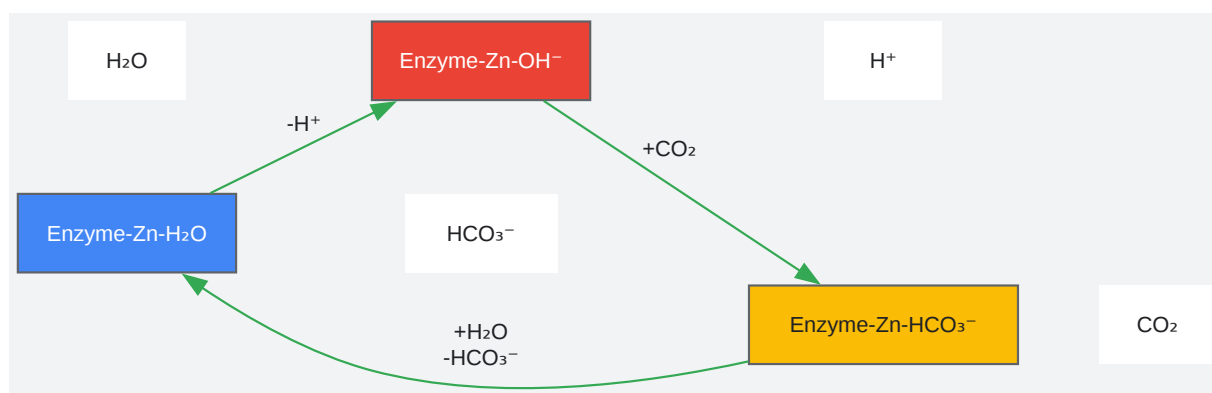 H₂O
Enzyme-Zn-OH⁻
H⁺
-H⁺
+CO₂
Enzyme-Zn-H₂O
HCO₃⁻
Enzyme-Zn-HCO₃⁻
CO₂
+H₂O
-HCO₃⁻